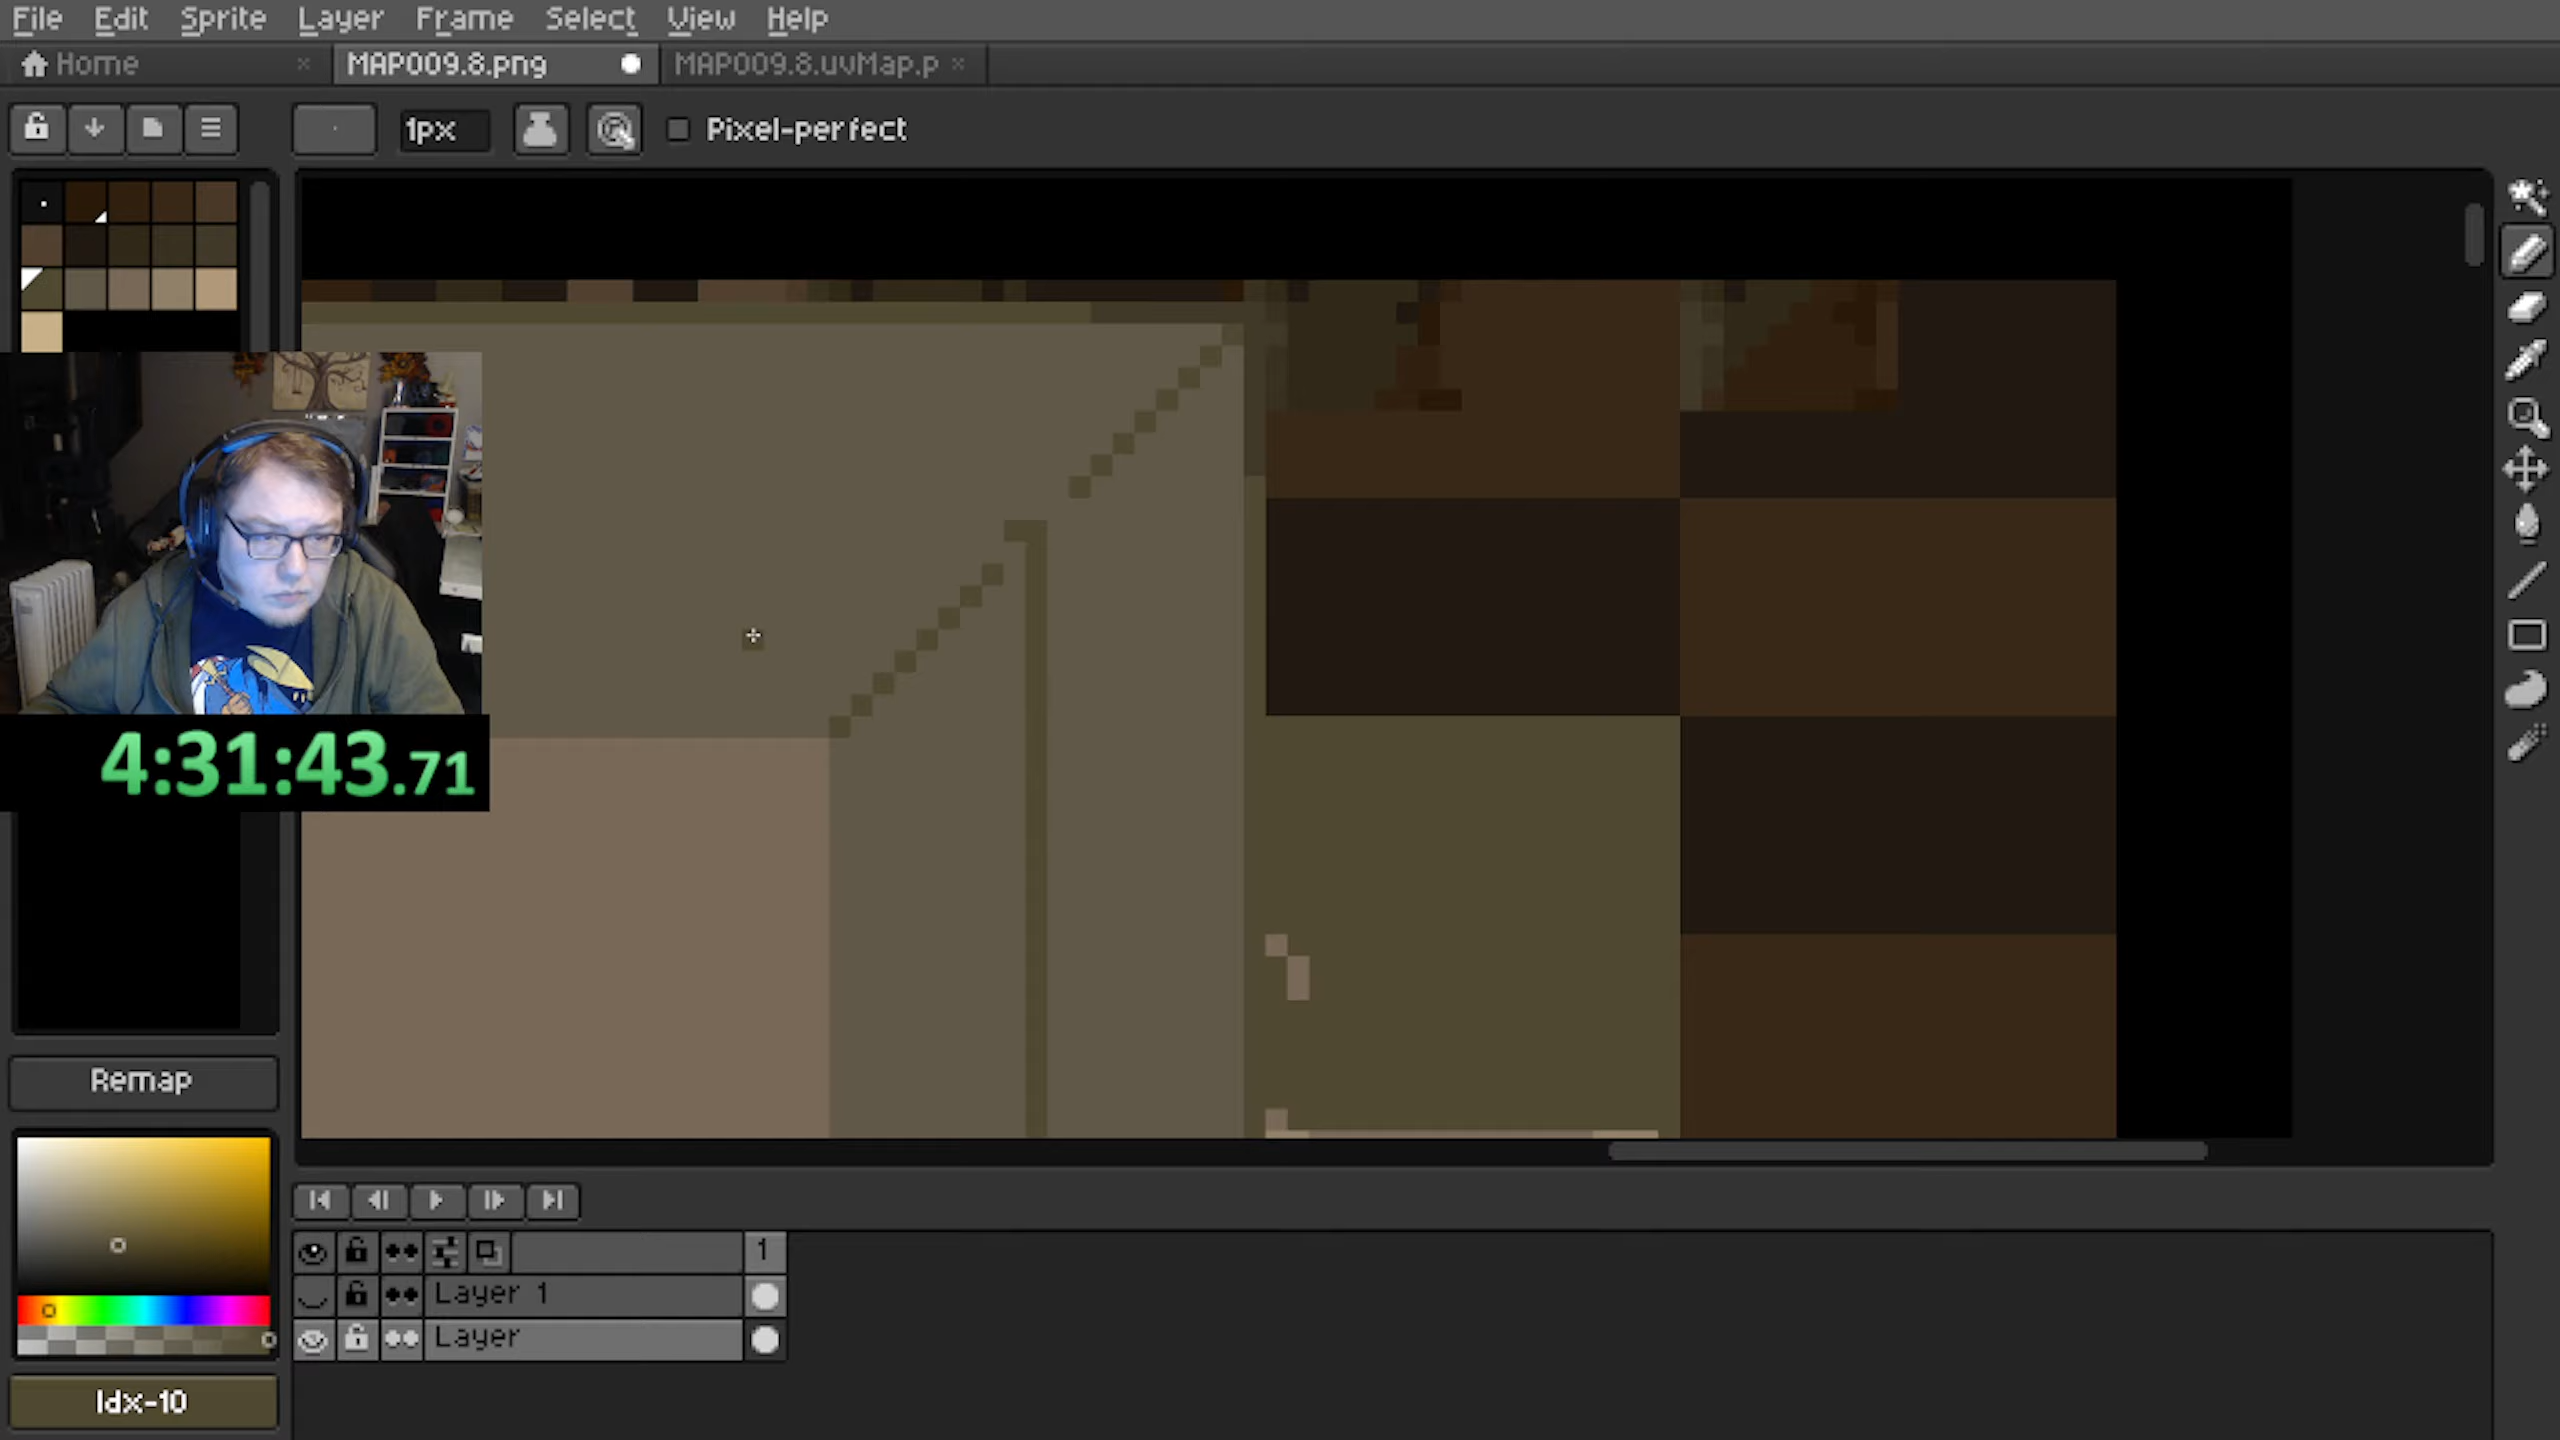 File Edit Sprite Layer Frame Select View Help
Home MAP009.8.png MAP009.8.uvMap.p
1px Pixel-perfect
4:31:43.71
Remap
1
Layer 1
Layer
Idx-10